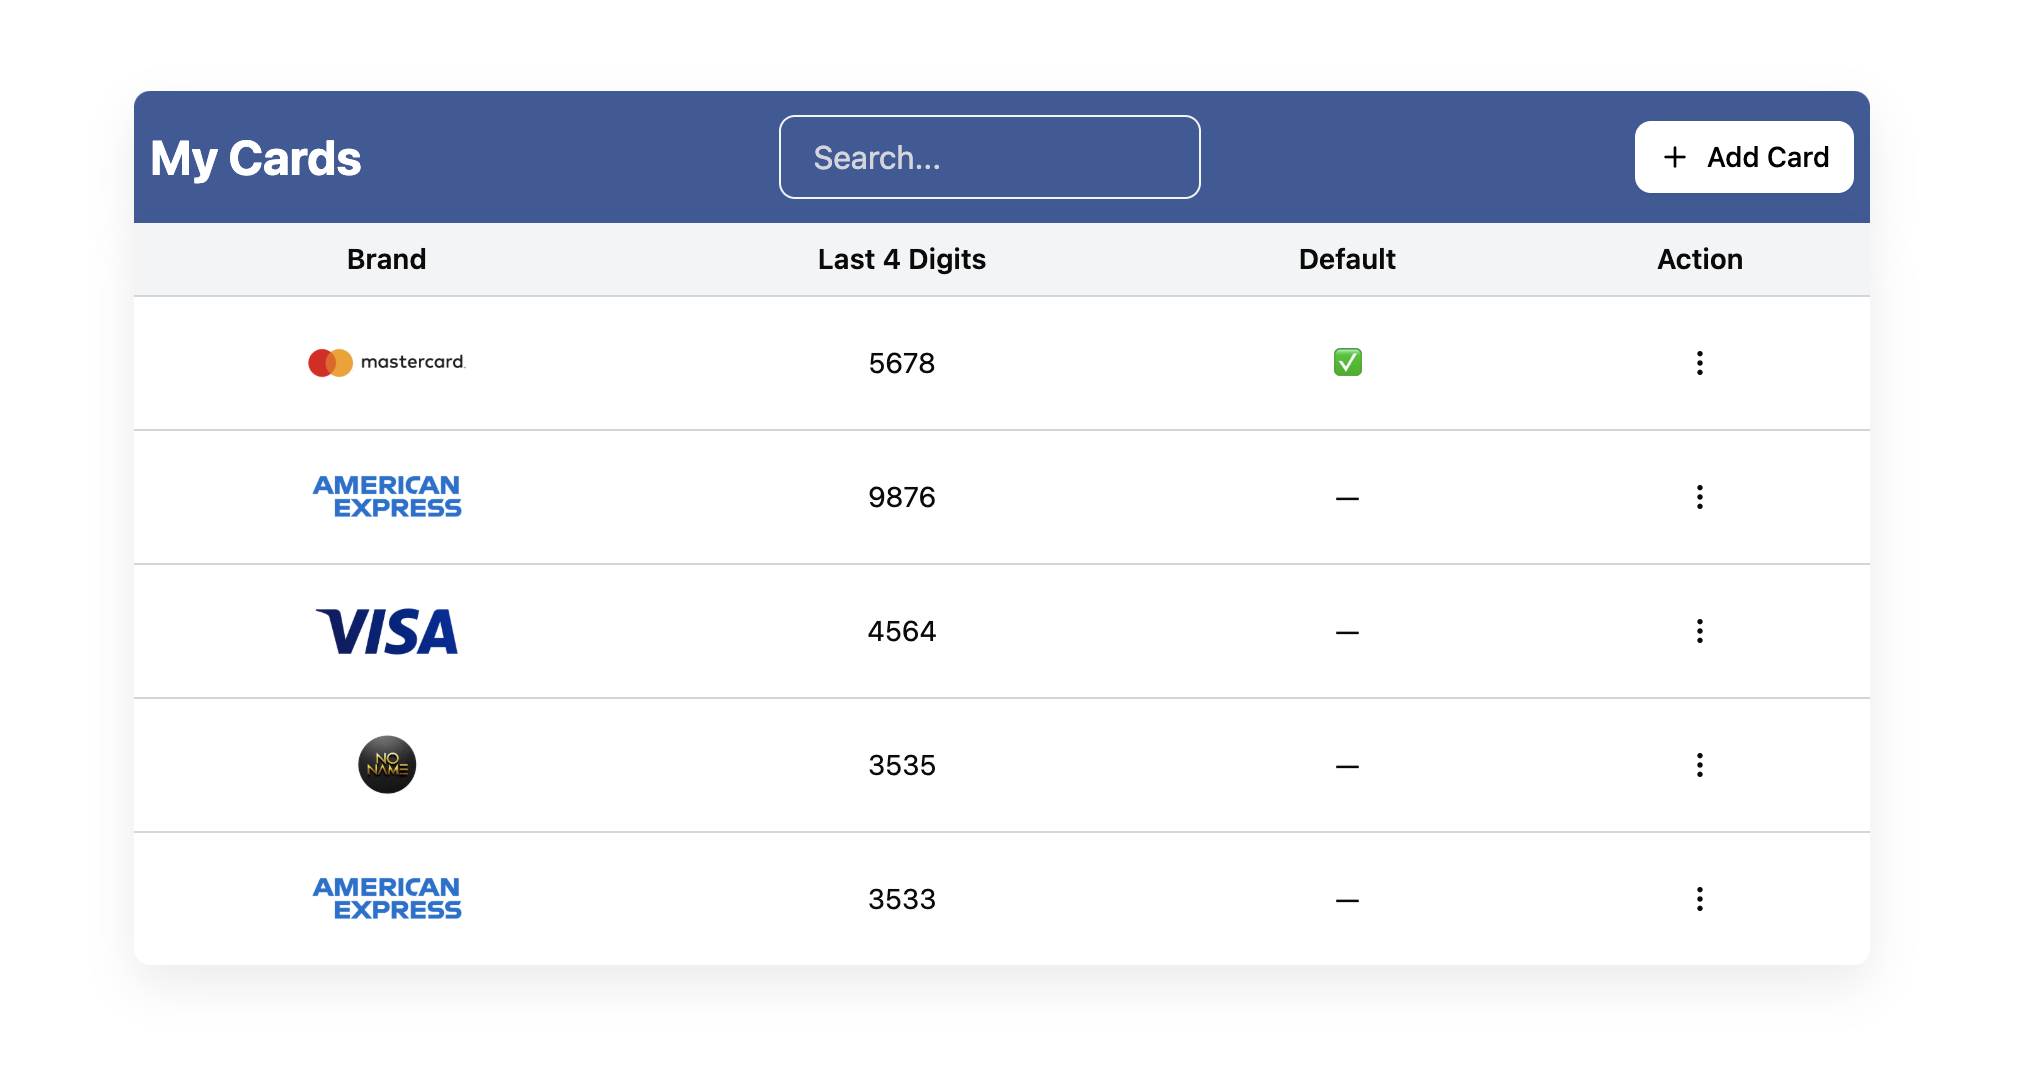 My Cards
Search...
+ Add Card
Brand Last 4 Digits Default Action
mastercard. 5678 ✅
AMERICAN
EXPRESS
9876 —
VISA 4564 —
NO
NAME
3535 —
AMERICAN
EXPRESS
3533 —